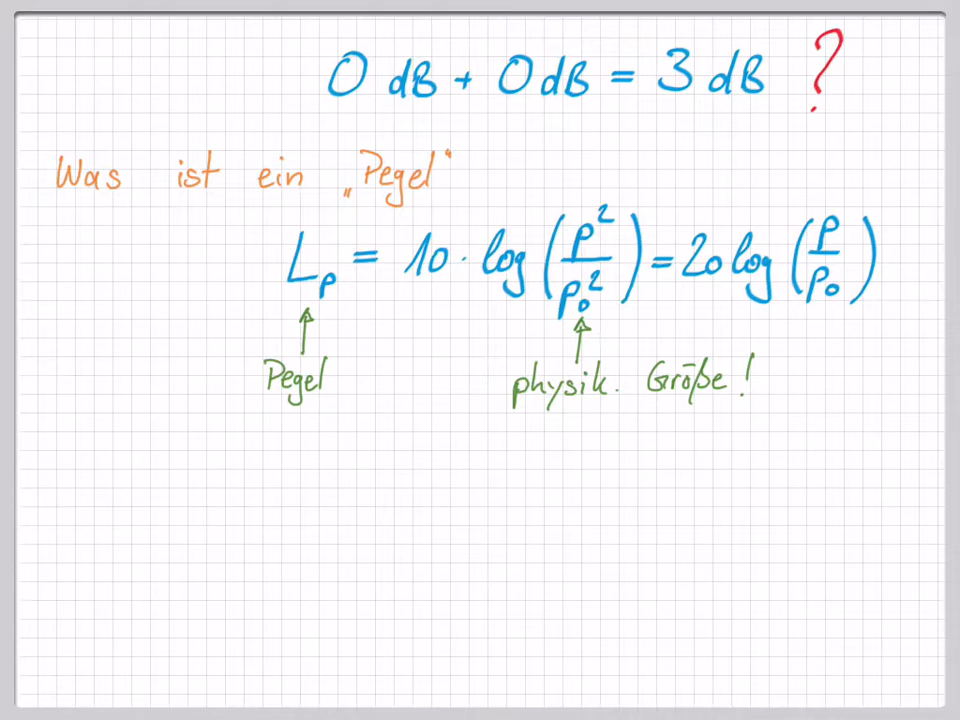 0 dB + 0 dB = 3 dB ?
Was ist ein „Pegel“
Lₚ = 10 · log (p²/p₀²) = 20 log (p/p₀)
Pegel physik. Größe!